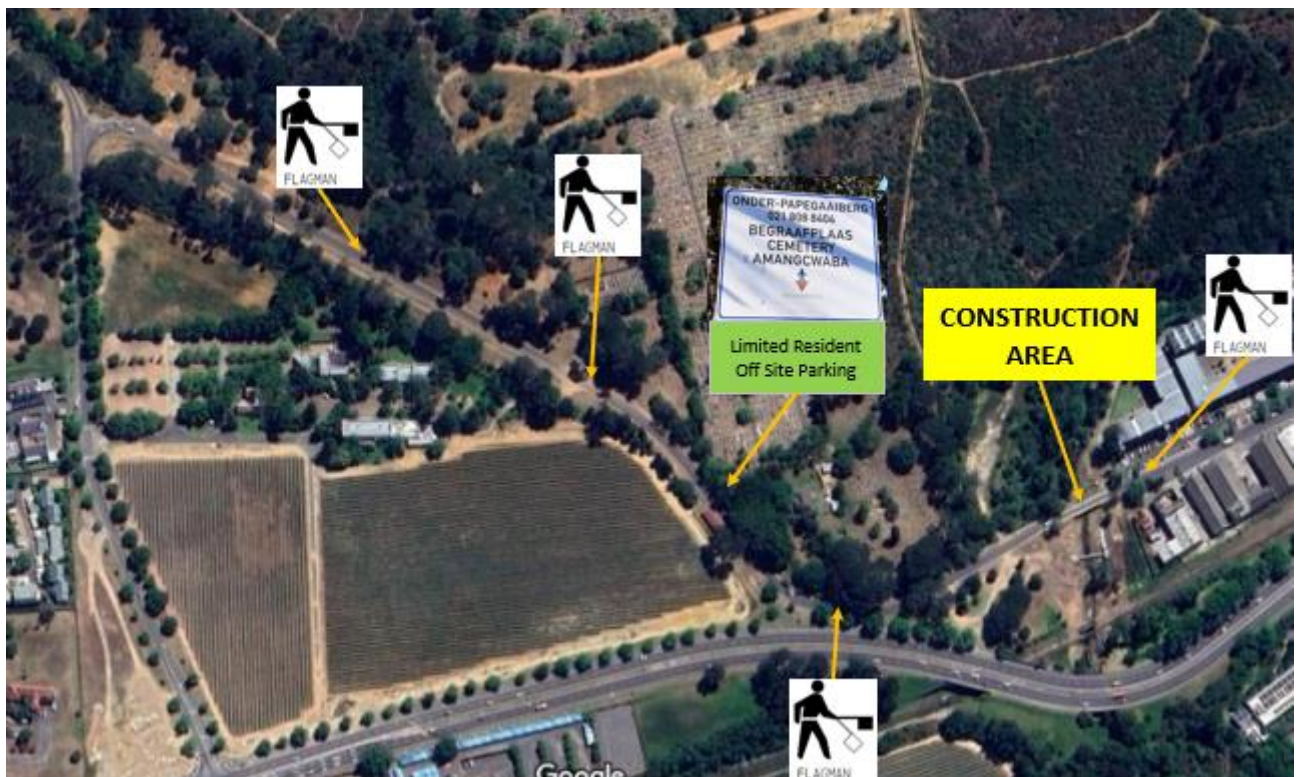 FLAGMAN
FLAGMAN
ONDER-PAPEGAAIBERG
021 808 8404
BEGRAAFPLAAS
CEMETERY
AMANGCWABA
Limited Resident
Off Site Parking
CONSTRUCTION
AREA
FLAGMAN
FLAGMAN
Google